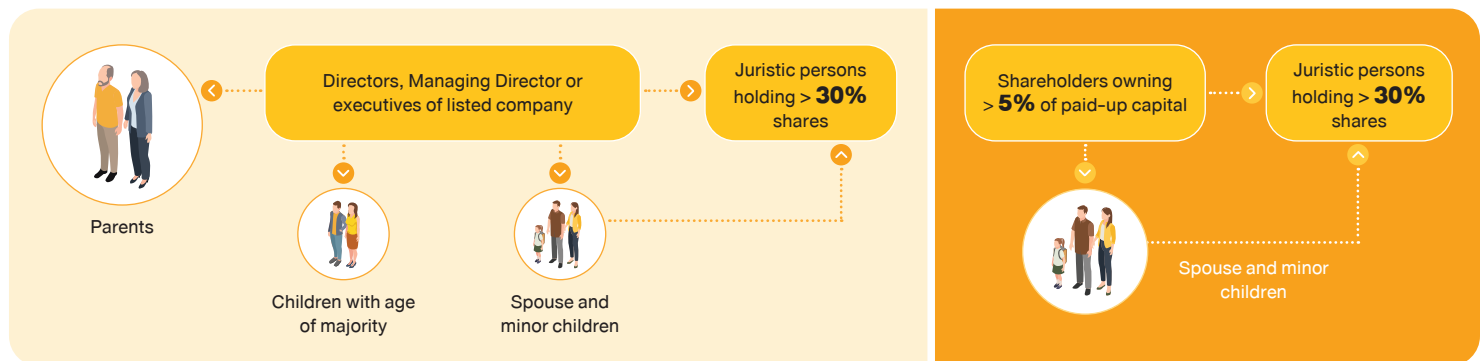 Directors, Managing Director or
executives of listed company
Juristic persons
holding > 30%
shares
Parents
Children with age
of majority
Spouse and
minor children
Shareholders owning
> 5% of paid-up capital
Juristic persons
holding > 30%
shares
Spouse and minor
children